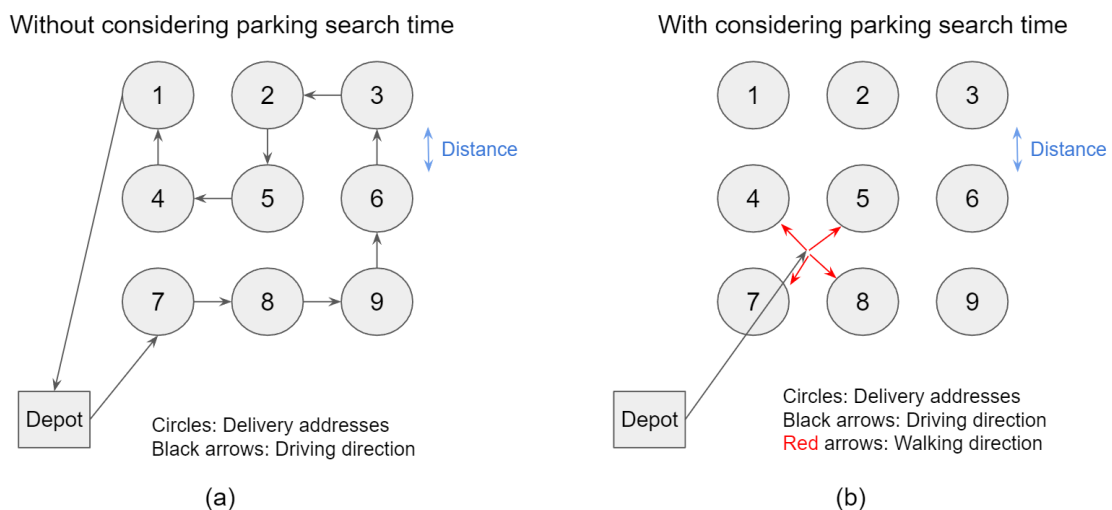 Without considering parking search time
1
2
3
Distance
4
5
6
7
8
9
Depot
Circles: Delivery addresses
Black arrows: Driving direction
(a)
With considering parking search time
1
2
3
Distance
4
5
6
7
8
9
Depot
Circles: Delivery addresses
Black arrows: Driving direction
Red arrows: Walking direction
(b)